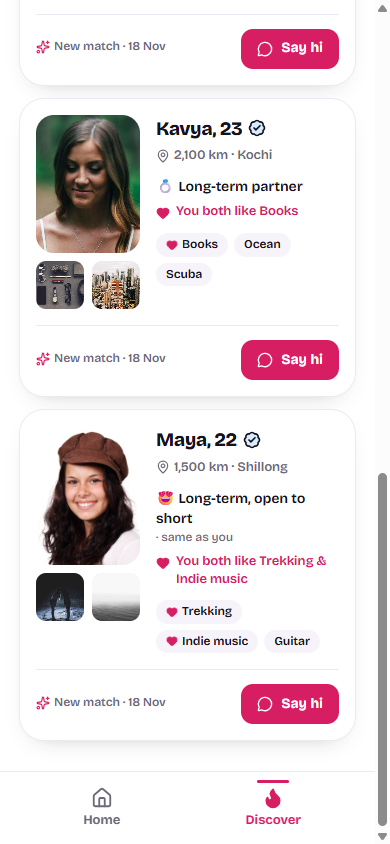 New match · 18 Nov
Say hi
Kavya, 23
2,100 km · Kochi
💍 Long-term partner
You both like Books
Books
Ocean
Scuba
New match · 18 Nov
Say hi
Maya, 22
1,500 km · Shillong
😍 Long-term, open to
short
· same as you
You both like Trekking &
Indie music
Trekking
Indie music
Guitar
New match · 18 Nov
Say hi
Home
Discover